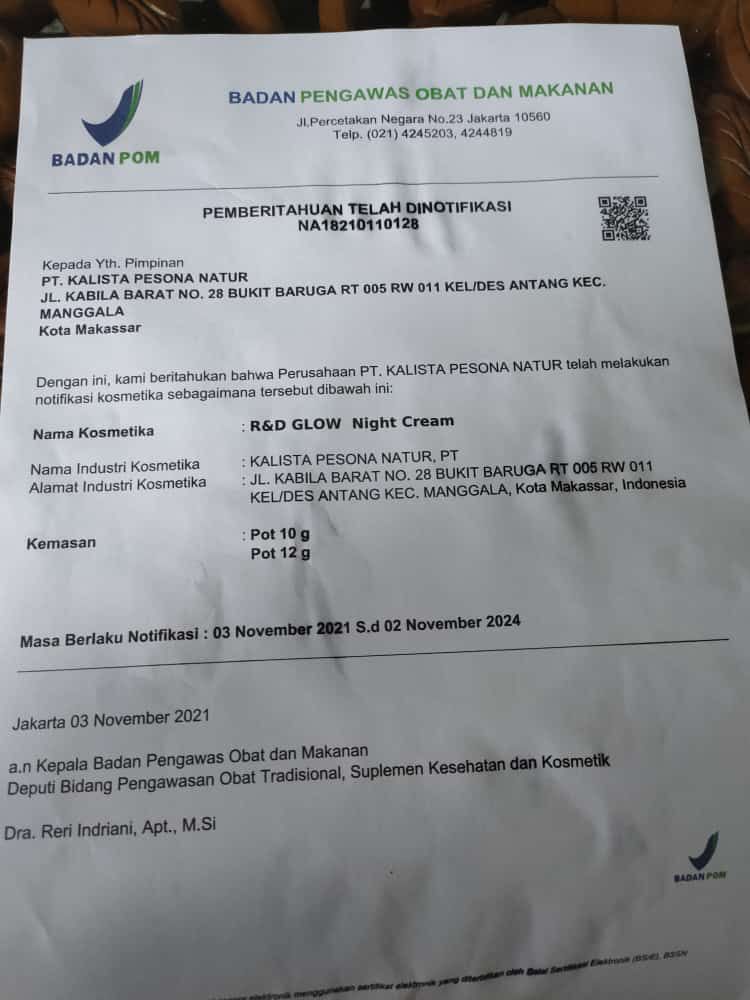 BADAN POM
BADAN PENGAWAS OBAT DAN MAKANAN
Jl,Percetakan Negara No.23 Jakarta 10560
Telp. (021) 4245203, 4244819
PEMBERITAHUAN TELAH DINOTIFIKASI
NA18210110128
Kepada Yth. Pimpinan
PT. KALISTA PESONA NATUR
JL. KABILA BARAT NO. 28 BUKIT BARUGA RT 005 RW 011 KEL/DES ANTANG KEC.
MANGGALA
Kota Makassar
Dengan ini, kami beritahukan bahwa Perusahaan PT. KALISTA PESONA NATUR telah melakukan
notifikasi kosmetika sebagaimana tersebut dibawah ini:
Nama Kosmetika : R&D GLOW Night Cream
Nama Industri Kosmetika : KALISTA PESONA NATUR, PT
Alamat Industri Kosmetika : JL. KABILA BARAT NO. 28 BUKIT BARUGA RT 005 RW 011
KEL/DES ANTANG KEC. MANGGALA, Kota Makassar, Indonesia
Kemasan : Pot 10 g
Pot 12 g
Masa Berlaku Notifikasi : 03 November 2021 S.d 02 November 2024
Jakarta 03 November 2021
a.n Kepala Badan Pengawas Obat dan Makanan
Deputi Bidang Pengawasan Obat Tradisional, Suplemen Kesehatan dan Kosmetik
Dra. Reri Indriani, Apt., M.Si
BADAN POM
elektronik menggunakan sertifikat elektronik yang diterbitkan oleh Balai Sertifikasi Elektronik (BSrE), BSSN